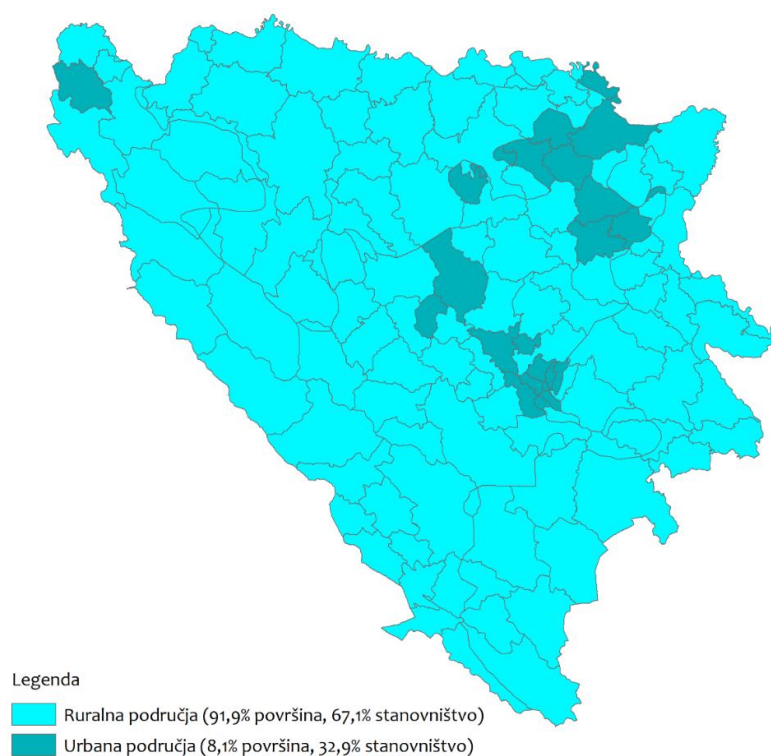 Legenda
Ruralna područja (91,9% površina, 67,1% stanovništvo)
Urbana područja (8,1% površina, 32,9% stanovništvo)